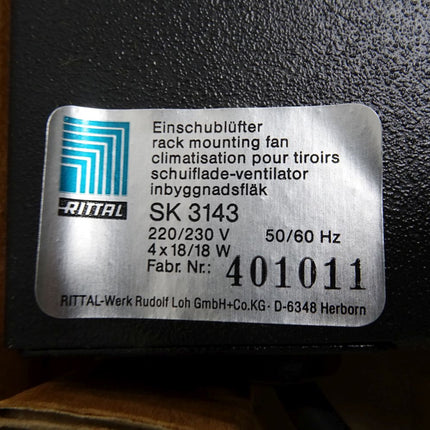 Einschublüfter
rack mounting fan
climatisation pour tiroirs
schuiflade-ventilator
inbyggnadsfläk
RITTAL
SK 3143
220/230 V 50/60 Hz
4 x 18/18 W
Fabr. Nr.: 401011
RITTAL-Werk Rudolf Loh GmbH+Co.KG · D-6348 Herborn